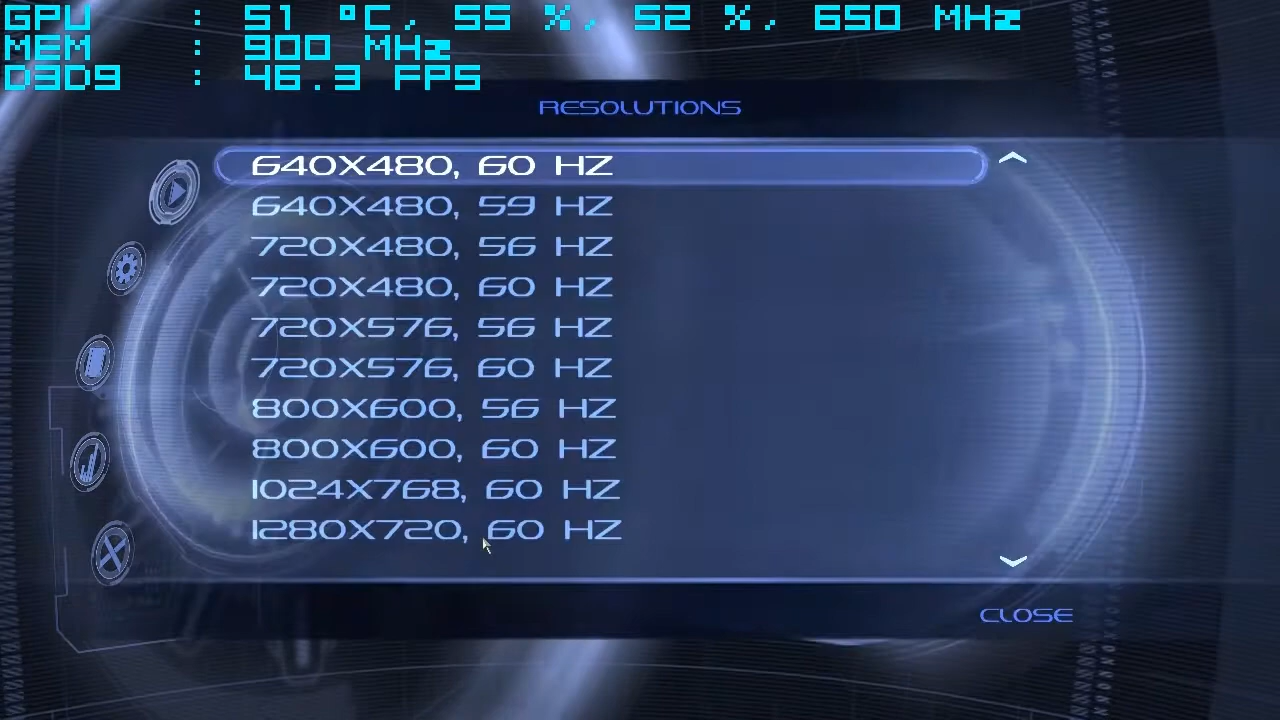 GPU : 51 °C, 55 %, 52 %, 650 MHz
MEM : 900 MHz
D3D9 : 46.3 FPS
RESOLUTIONS
640X480, 60 HZ
640X480, 59 HZ
720X480, 56 HZ
720X480, 60 HZ
720X576, 56 HZ
720X576, 60 HZ
800X600, 56 HZ
800X600, 60 HZ
1024X768, 60 HZ
1280X720, 60 HZ
CLOSE